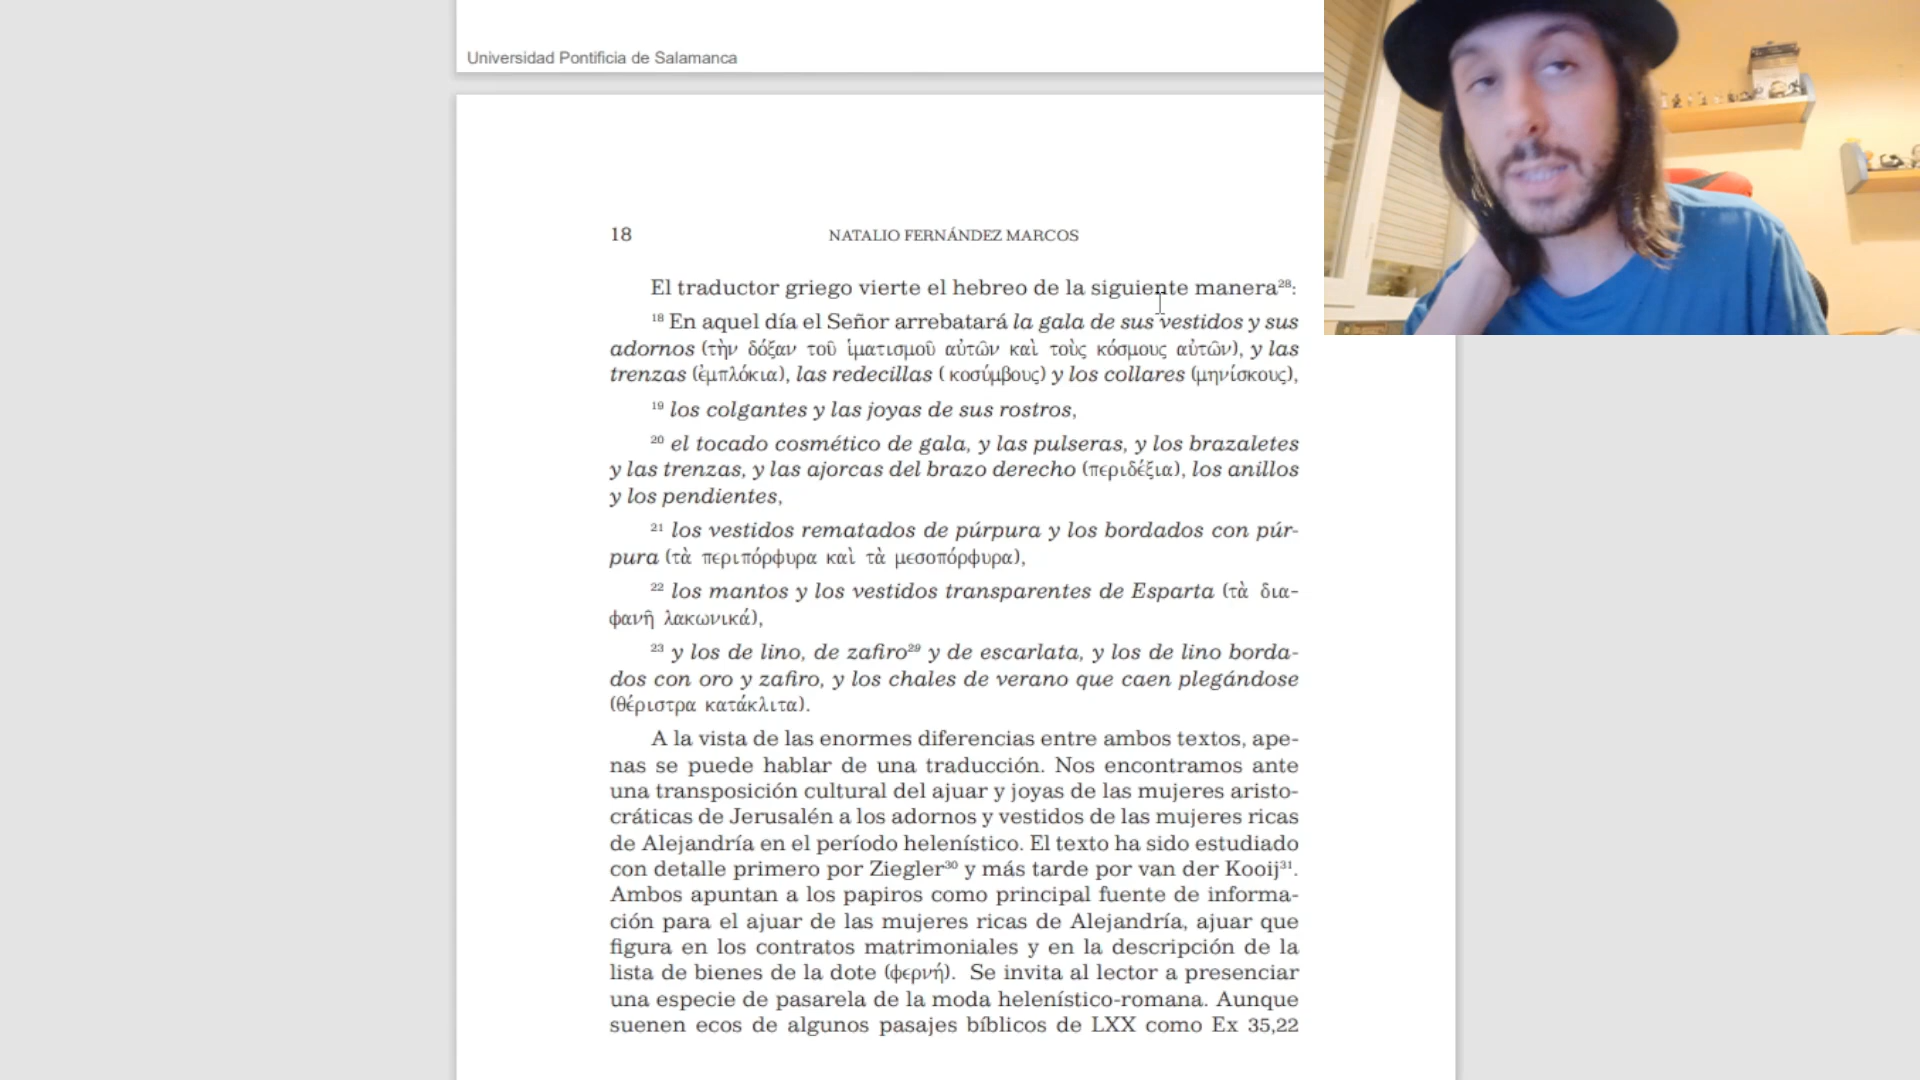 Universidad Pontificia de Salamanca
18 NATALIO FERNÁNDEZ MARCOS
El traductor griego vierte el hebreo de la siguiente manera²⁸:
¹⁸ En aquel día el Señor arrebatará la gala de sus vestidos y sus
adornos (τὴν δόξαν τοῦ ἱματισμοῦ αὐτῶν καὶ τοὺς κόσμους αὐτῶν), y las
trenzas (ἐμπλόκια), las redecillas ( κοσύμβους) y los collares (μηνίσκους),
¹⁹ los colgantes y las joyas de sus rostros,
²⁰ el tocado cosmético de gala, y las pulseras, y los brazaletes
y las trenzas, y las ajorcas del brazo derecho (περιδέξια), los anillos
y los pendientes,
²¹ los vestidos rematados de púrpura y los bordados con púr-
pura (τὰ περιπόρφυρα καὶ τὰ μεσοπόρφυρα),
²² los mantos y los vestidos transparentes de Esparta (τὰ δια-
φανῆ λακωνικά),
²³ y los de lino, de zafiro²⁹ y de escarlata, y los de lino borda-
dos con oro y zafiro, y los chales de verano que caen plegándose
(θέριστρα κατάκλιτα).
A la vista de las enormes diferencias entre ambos textos, ape-
nas se puede hablar de una traducción. Nos encontramos ante
una transposición cultural del ajuar y joyas de las mujeres aristo-
cráticas de Jerusalén a los adornos y vestidos de las mujeres ricas
de Alejandría en el período helenístico. El texto ha sido estudiado
con detalle primero por Ziegler³⁰ y más tarde por van der Kooij³¹.
Ambos apuntan a los papiros como principal fuente de informa-
ción para el ajuar de las mujeres ricas de Alejandría, ajuar que
figura en los contratos matrimoniales y en la descripción de la
lista de bienes de la dote (φερνή). Se invita al lector a presenciar
una especie de pasarela de la moda helenístico-romana. Aunque
suenen ecos de algunos pasajes bíblicos de LXX como Ex 35,22